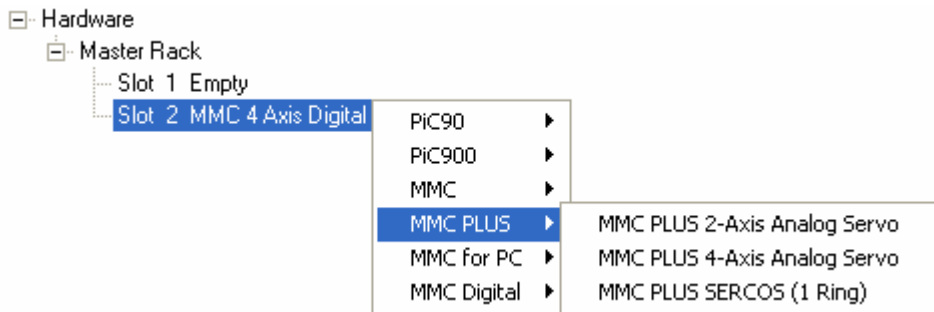 Hardware
Master Rack
Slot 1 Empty
Slot 2 MMC 4 Axis Digital
PiC90
PiC900
MMC
MMC PLUS
MMC PLUS 2-Axis Analog Servo
MMC for PC
MMC PLUS 4-Axis Analog Servo
MMC Digital
MMC PLUS SERCOS (1 Ring)